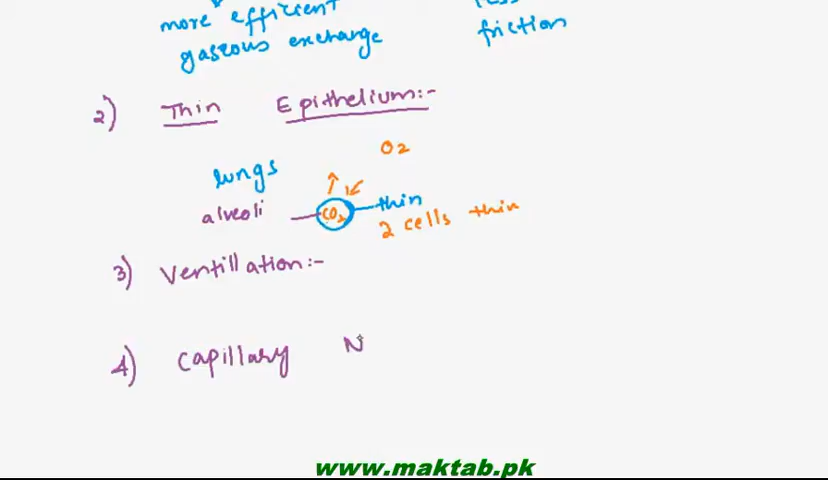 more efficient
gaseous exchange
friction
2) Thin Epithelium:-
O2
lungs
alveoli CO2 thin
2 cells thin
3) Ventillation:-
4) Capillary N
www.maktab.pk